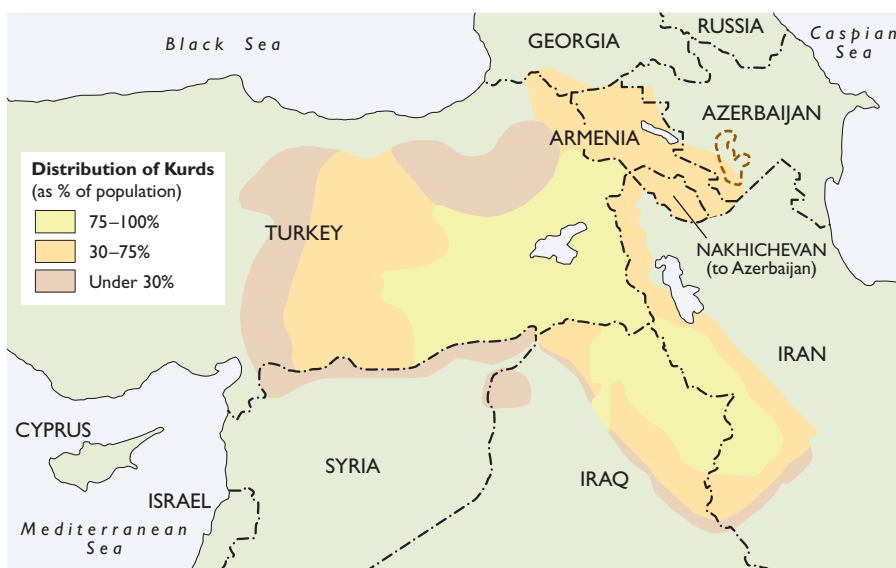 Black Sea
GEORGIA
RUSSIA
Caspian
Sea
AZERBAIJAN
ARMENIA
Distribution of Kurds
(as % of population)
75–100%
30–75%
Under 30%
TURKEY
NAKHICHEVAN
(to Azerbaijan)
IRAN
CYPRUS
SYRIA
IRAQ
ISRAEL
Mediterranean
Sea